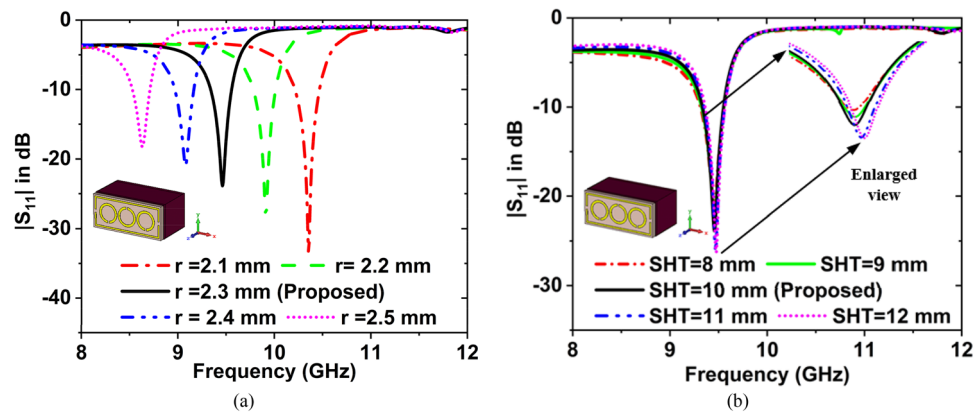 0
-10
-20
-30
-40
|S11| in dB
r =2.1 mm
r= 2.2 mm
r =2.3 mm (Proposed)
r = 2.4 mm
r=2.5 mm
y
z
x
8 9 10 11 12
Frequency (GHz)
(a)
0
-10
-20
-30
|S11| in dB
Enlarged
view
SHT=8 mm
SHT=9 mm
SHT=10 mm (Proposed)
SHT=11 mm
SHT=12 mm
y
z
x
8 9 10 11 12
Frequency (GHz)
(b)